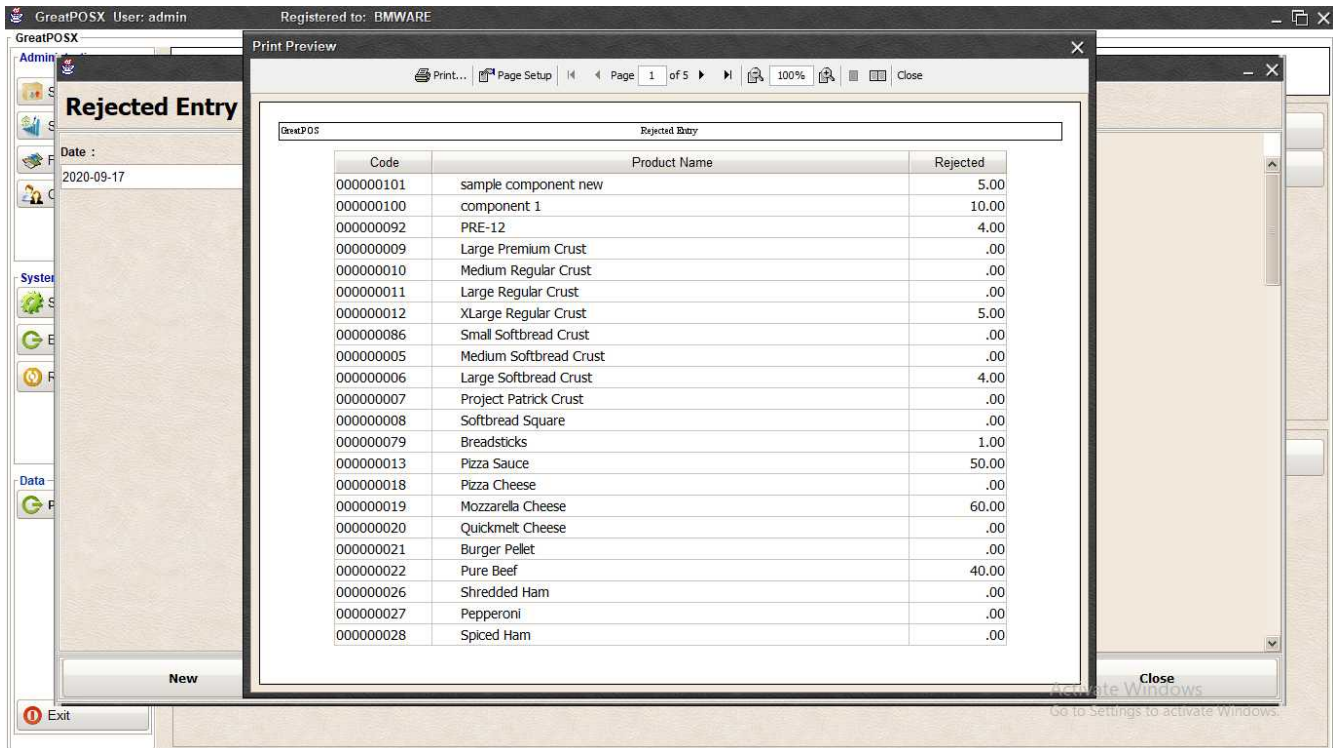 GreatPOSX User: admin Registered to: BMWARE
GreatPOSX
Print Preview
Admin
Print... Page Setup Page 1 of 5 100% Close
Rejected Entry
GreatPOS Rejected Entry
Date :
2020-09-17
Code Product Name Rejected
000000101 sample component new 5.00
000000100 component 1 10.00
000000092 PRE-12 4.00
000000009 Large Premium Crust .00
000000010 Medium Regular Crust .00
000000011 Large Regular Crust .00
000000012 XLarge Regular Crust 5.00
000000086 Small Softbread Crust .00
000000005 Medium Softbread Crust .00
000000006 Large Softbread Crust 4.00
000000007 Project Patrick Crust .00
000000008 Softbread Square .00
000000079 Breadsticks 1.00
000000013 Pizza Sauce 50.00
000000018 Pizza Cheese .00
000000019 Mozzarella Cheese 60.00
000000020 Quickmelt Cheese .00
000000021 Burger Pellet .00
000000022 Pure Beef 40.00
000000026 Shredded Ham .00
000000027 Pepperoni .00
000000028 Spiced Ham .00
System
Data
New Close
Activate Windows
Go to Settings to activate Windows.
Exit